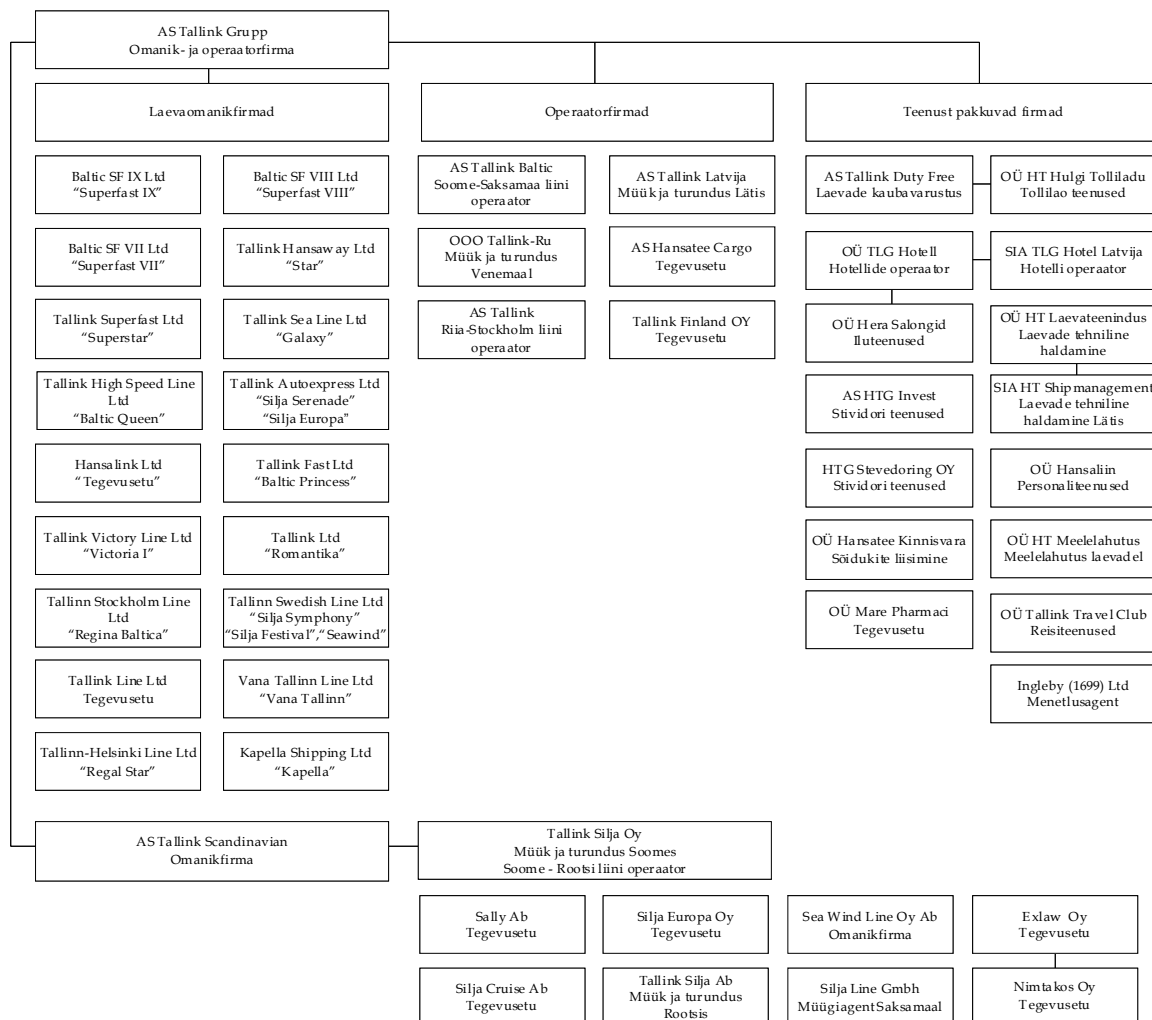 AS Tallink Grupp
Omanik- ja operaatorfirma
Laevaomanikfirmad
Operaatorfirmad
Teenust pakkuvad firmad
Baltic SF IX Ltd
“Superfast IX”
Baltic SF VIII Ltd
“Superfast VIII”
AS Tallink Baltic
Soome-Saksamaa liini
operaator
AS Tallink Latvija
Müük ja turundus Lätis
AS Tallink Duty Free
Laevade kaubavarustus
OÜ HT Hulgi Tolliladu
Tollilao teenused
Baltic SF VII Ltd
“Superfast VII”
Tallink Hansaway Ltd
“Star”
OOO Tallink-Ru
Müük ja turundus
Venemaal
AS Hansatee Cargo
Tegevusetu
OÜ TLG Hotell
Hotellide operaator
SIA TLG Hotel Latvija
Hotelli operaator
Tallink Superfast Ltd
“Superstar”
Tallink Sea Line Ltd
“Galaxy”
AS Tallink
Riia-Stockholm liini
operaator
Tallink Finland OY
Tegevusetu
OÜ Hera Salongid
Iluteenused
OÜ HT Laevateenindus
Laevade tehniline
haldamine
Tallink High Speed Line
Ltd
“Baltic Queen”
Tallink Autoexpress Ltd
“Silja Serenade”
“Silja Europa”
AS HTG Invest
Stividori teenused
SIA HT Shipmanagement
Laevade tehniline
haldamine Lätis
Hansalink Ltd
“Tegevusetu”
Tallink Fast Ltd
“Baltic Princess”
HTG Stevedoring OY
Stividori teenused
OÜ Hansaliin
Personaliteenused
Tallink Victory Line Ltd
“Victoria I”
Tallink Ltd
“Romantika”
OÜ Hansatee Kinnisvara
Sõidukite liisimine
OÜ HT Meelelahutus
Meelelahutus laevadel
Tallinn Stockholm Line
Ltd
“Regina Baltica”
Tallinn Swedish Line Ltd
“Silja Symphony”
“Silja Festival”,“Seawind”
OÜ Mare Pharmaci
Tegevusetu
OÜ Tallink Travel Club
Reisiteenused
Tallink Line Ltd
Tegevusetu
Vana Tallinn Line Ltd
“Vana Tallinn”
Ingleby (1699) Ltd
Menetlusagent
Tallinn-Helsinki Line Ltd
“Regal Star”
Kapella Shipping Ltd
“Kapella”
AS Tallink Scandinavian
Omanikfirma
Tallink Silja Oy
Müük ja turundus Soomes
Soome - Rootsi liini operaator
Sally Ab
Tegevusetu
Silja Europa Oy
Tegevusetu
Sea Wind Line Oy Ab
Omanikfirma
Exlaw Oy
Tegevusetu
Silja Cruise Ab
Tegevusetu
Tallink Silja Ab
Müük ja turundus
Rootsis
Silja Line Gmbh
Müügiagent Saksamaal
Nimtakos Oy
Tegevusetu